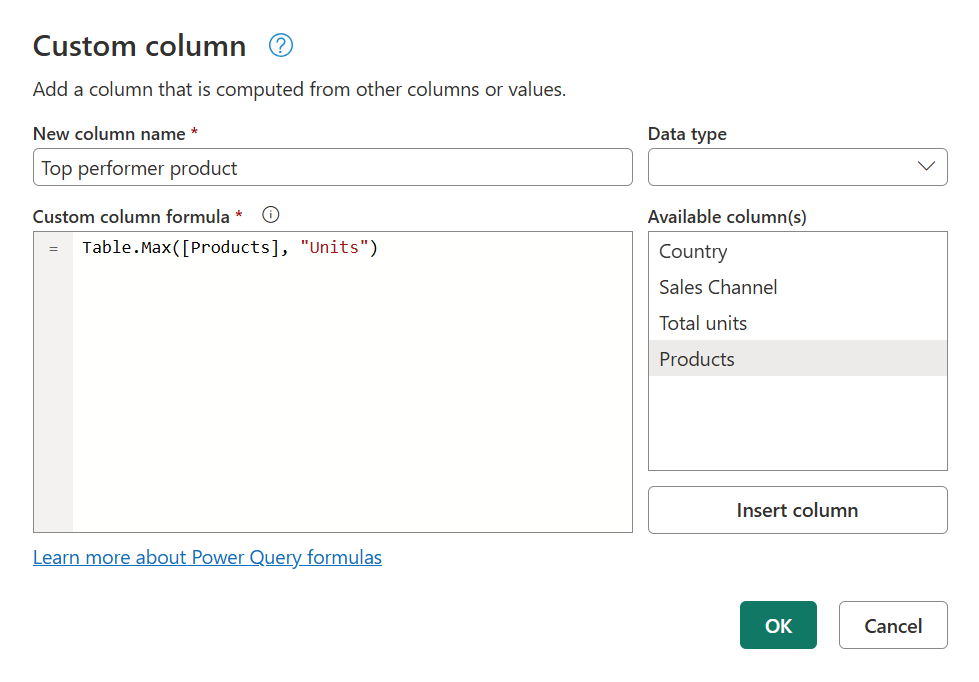 Custom column ?
Add a column that is computed from other columns or values.
New column name *
Top performer product
Data type
Custom column formula *
= Table.Max([Products], "Units")
Available column(s)
Country
Sales Channel
Total units
Products
Insert column
Learn more about Power Query formulas
OK
Cancel